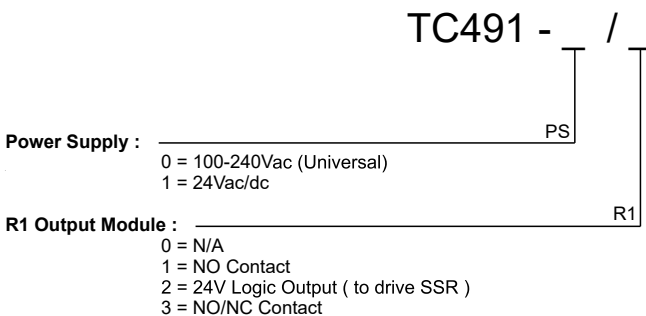 TC491 - _ / _
PS
Power Supply :
0 = 100-240Vac (Universal)
1 = 24Vac/dc
R1
R1 Output Module :
0 = N/A
1 = NO Contact
2 = 24V Logic Output ( to drive SSR )
3 = NO/NC Contact